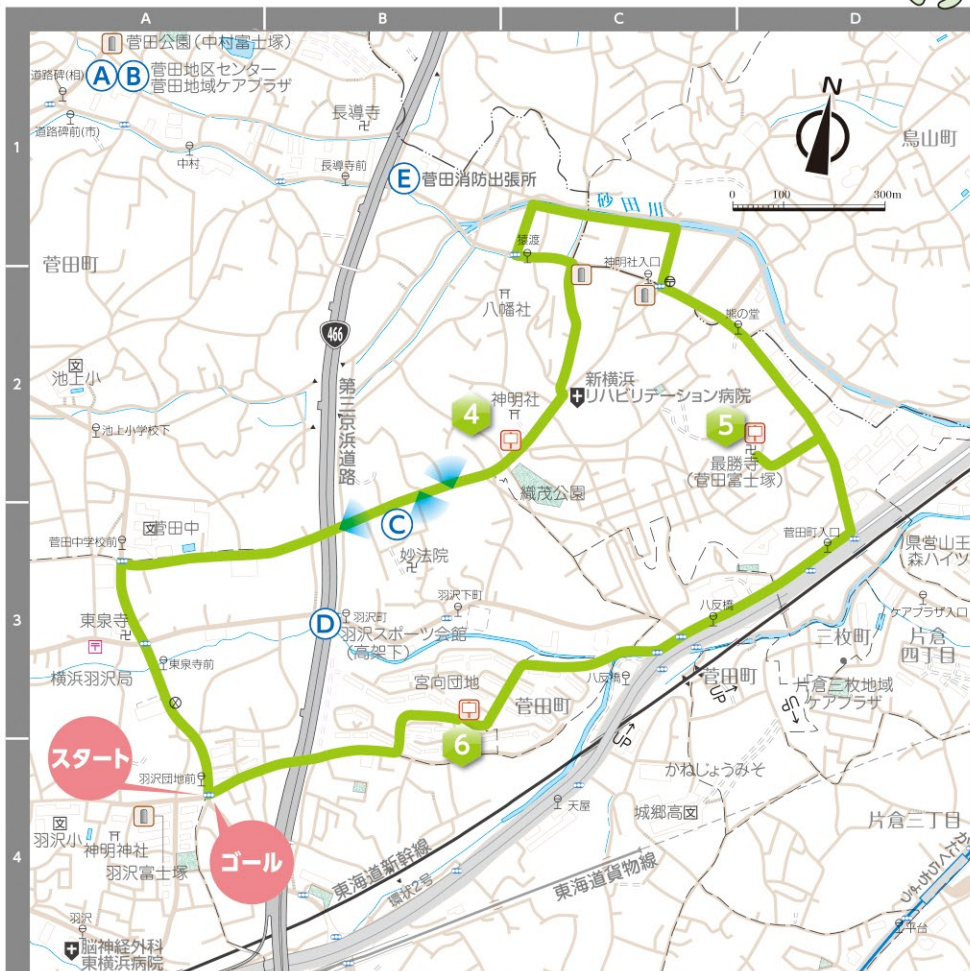 A
B
C
D
1
2
3
4
菅田公園(中村富士塚)
A B
菅田地区センター
菅田地域ケアプラザ
道路碑(相)
道路碑前(市)
中村
長導寺
長導寺前
E 菅田消防出張所
N
鳥山町
0 100 300m
砂田川
菅田町
猿渡
神明社入口
八幡社
熊の堂
466
第三京浜道路
池上小
池上小学校下
新横浜
リハビリテーション病院
神明社
4
5
最勝寺
(菅田富士塚)
織茂公園
C
菅田中
菅田中学校前
妙法院
菅田町入口
県営山王
森ハイツ
羽沢下町
羽沢町
D
羽沢スポーツ会館
(高架下)
東泉寺
東泉寺前
横浜羽沢局
八反橋
八反橋
ケアプラザ入口
三枚町
片倉
四丁目
宮向団地
菅田町
菅田町
6
UP
UP
UP
片倉三枚地域
ケアプラザ
スタート
羽沢団地前
ゴール
かねじょうみそ
天屋
城郷高
片倉三丁目
羽沢小
神明神社
羽沢富士塚
東海道新幹線
環状2号
東海道貨物線
羽沢
脳神経外科
東横浜病院
平台